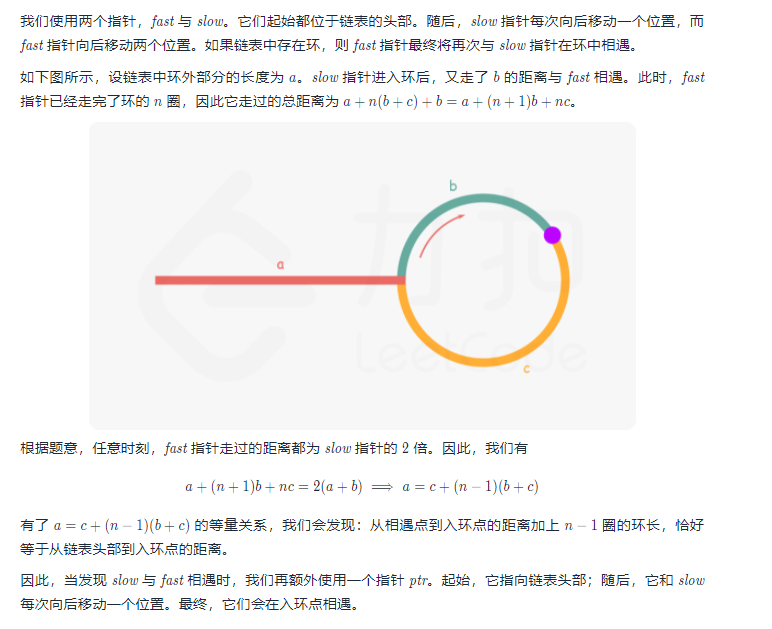 我们使用两个指针，fast 与 slow。它们起始都位于链表的头部。随后，slow 指针每次向后移动一个位置，而
fast 指针向后移动两个位置。如果链表中存在环，则 fast 指针最终将再次与 slow 指针在环中相遇。
如下图所示，设链表中环外部分的长度为 a。slow 指针进入环后，又走了 b 的距离与 fast 相遇。此时，fast
指针已经走完了环的 n 圈，因此它走过的总距离为 a + n(b + c) + b = a + (n + 1)b + nc。
b
a
力扣
LeetCode
c
根据题意，任意时刻，fast 指针走过的距离都为 slow 指针的 2 倍。因此，我们有
a + (n + 1)b + nc = 2(a + b) ⟹ a = c + (n − 1)(b + c)
有了 a = c + (n − 1)(b + c) 的等量关系，我们会发现：从相遇点到入环点的距离加上 n − 1 圈的环长，恰好
等于从链表头部到入环点的距离。
因此，当发现 slow 与 fast 相遇时，我们再额外使用一个指针 ptr。起始，它指向链表头部；随后，它和 slow
每次向后移动一个位置。最终，它们会在入环点相遇。